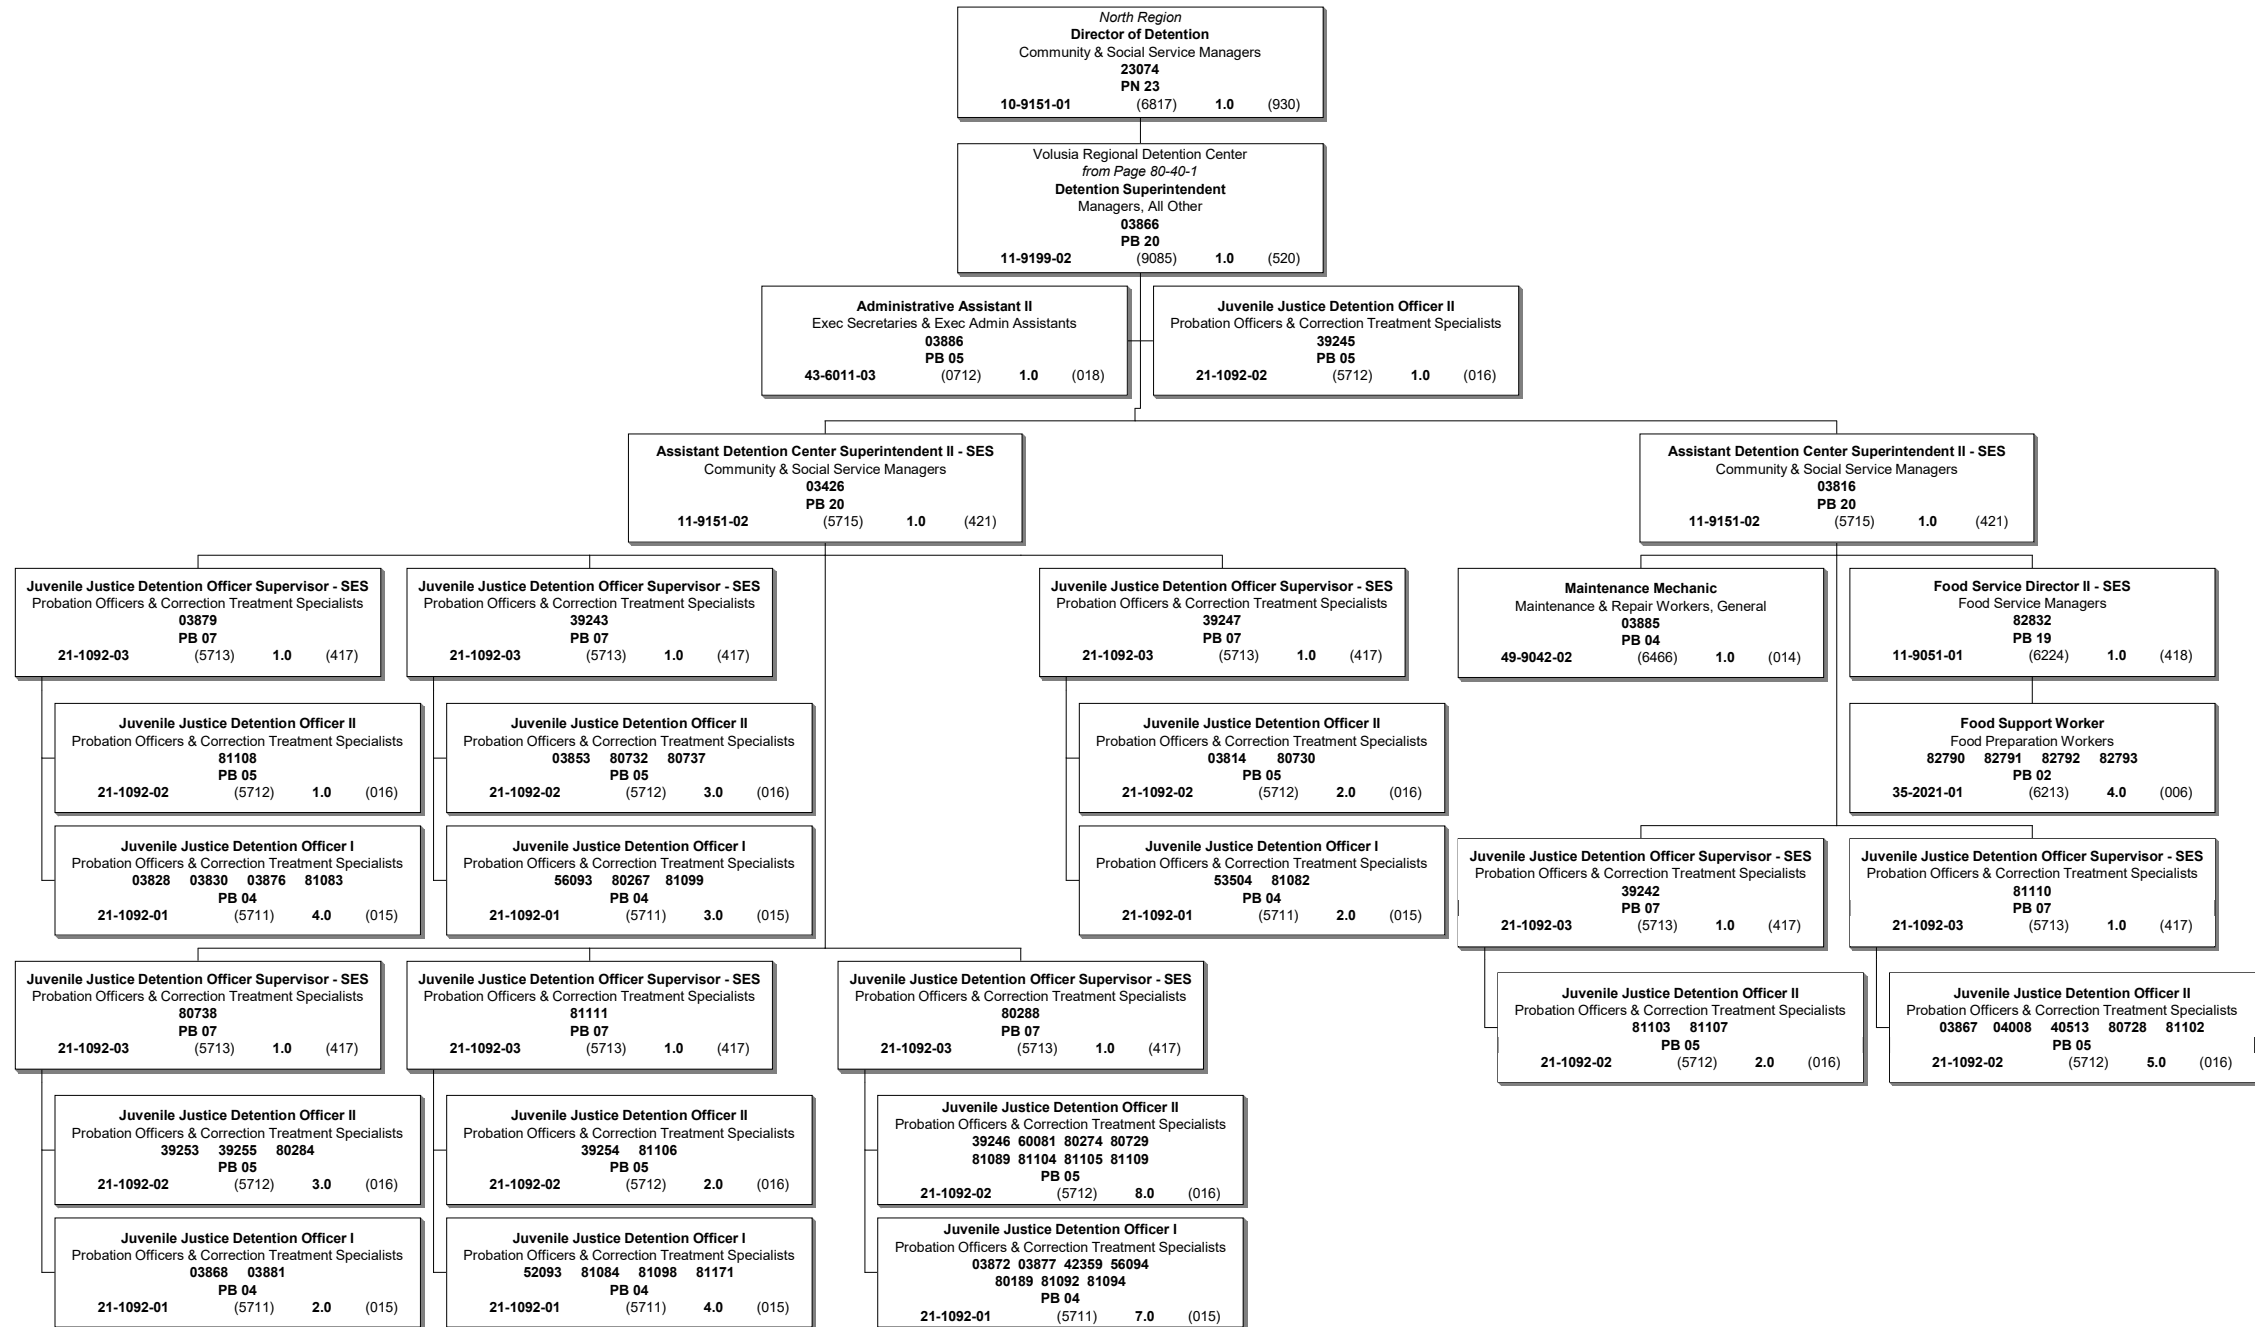 North Region
Director of Detention
Community & Social Service Managers
23074
PN 23
10-9151-01 (6817) 1.0 (930)
Volusia Regional Detention Center
from Page 80-40-1
Detention Superintendent
Managers, All Other
03866
PB 20
11-9199-02 (9085) 1.0 (520)
Administrative Assistant II
Exec Secretaries & Exec Admin Assistants
03886
PB 05
43-6011-03 (0712) 1.0 (018)
Juvenile Justice Detention Officer II
Probation Officers & Correction Treatment Specialists
39245
PB 05
21-1092-02 (5712) 1.0 (016)
Assistant Detention Center Superintendent II - SES
Community & Social Service Managers
03426
PB 20
11-9151-02 (5715) 1.0 (421)
Assistant Detention Center Superintendent II - SES
Community & Social Service Managers
03816
PB 20
11-9151-02 (5715) 1.0 (421)
Juvenile Justice Detention Officer Supervisor - SES
Probation Officers & Correction Treatment Specialists
03879
PB 07
21-1092-03 (5713) 1.0 (417)
Juvenile Justice Detention Officer Supervisor - SES
Probation Officers & Correction Treatment Specialists
39243
PB 07
21-1092-03 (5713) 1.0 (417)
Juvenile Justice Detention Officer Supervisor - SES
Probation Officers & Correction Treatment Specialists
39247
PB 07
21-1092-03 (5713) 1.0 (417)
Maintenance Mechanic
Maintenance & Repair Workers, General
03885
PB 04
49-9042-02 (6466) 1.0 (014)
Food Service Director II - SES
Food Service Managers
82832
PB 19
11-9051-01 (6224) 1.0 (418)
Juvenile Justice Detention Officer II
Probation Officers & Correction Treatment Specialists
81108
PB 05
21-1092-02 (5712) 1.0 (016)
Juvenile Justice Detention Officer II
Probation Officers & Correction Treatment Specialists
03853 80732 80737
PB 05
21-1092-02 (5712) 3.0 (016)
Juvenile Justice Detention Officer II
Probation Officers & Correction Treatment Specialists
03814 80730
PB 05
21-1092-02 (5712) 2.0 (016)
Food Support Worker
Food Preparation Workers
82790 82791 82792 82793
PB 02
35-2021-01 (6213) 4.0 (006)
Juvenile Justice Detention Officer I
Probation Officers & Correction Treatment Specialists
03828 03830 03876 81083
PB 04
21-1092-01 (5711) 4.0 (015)
Juvenile Justice Detention Officer I
Probation Officers & Correction Treatment Specialists
56093 80267 81099
PB 04
21-1092-01 (5711) 3.0 (015)
Juvenile Justice Detention Officer I
Probation Officers & Correction Treatment Specialists
53504 81082
PB 04
21-1092-01 (5711) 2.0 (015)
Juvenile Justice Detention Officer Supervisor - SES
Probation Officers & Correction Treatment Specialists
39242
PB 07
21-1092-03 (5713) 1.0 (417)
Juvenile Justice Detention Officer Supervisor - SES
Probation Officers & Correction Treatment Specialists
81110
PB 07
21-1092-03 (5713) 1.0 (417)
Juvenile Justice Detention Officer Supervisor - SES
Probation Officers & Correction Treatment Specialists
80738
PB 07
21-1092-03 (5713) 1.0 (417)
Juvenile Justice Detention Officer Supervisor - SES
Probation Officers & Correction Treatment Specialists
81111
PB 07
21-1092-03 (5713) 1.0 (417)
Juvenile Justice Detention Officer Supervisor - SES
Probation Officers & Correction Treatment Specialists
80288
PB 07
21-1092-03 (5713) 1.0 (417)
Juvenile Justice Detention Officer II
Probation Officers & Correction Treatment Specialists
81103 81107
PB 05
21-1092-02 (5712) 2.0 (016)
Juvenile Justice Detention Officer II
Probation Officers & Correction Treatment Specialists
03867 04008 40513 80728 81102
PB 05
21-1092-02 (5712) 5.0 (016)
Juvenile Justice Detention Officer II
Probation Officers & Correction Treatment Specialists
39253 39255 80284
PB 05
21-1092-02 (5712) 3.0 (016)
Juvenile Justice Detention Officer II
Probation Officers & Correction Treatment Specialists
39254 81106
PB 05
21-1092-02 (5712) 2.0 (016)
Juvenile Justice Detention Officer II
Probation Officers & Correction Treatment Specialists
39246 60081 80274 80729
81089 81104 81105 81109
PB 05
21-1092-02 (5712) 8.0 (016)
Juvenile Justice Detention Officer I
Probation Officers & Correction Treatment Specialists
03868 03881
PB 04
21-1092-01 (5711) 2.0 (015)
Juvenile Justice Detention Officer I
Probation Officers & Correction Treatment Specialists
52093 81084 81098 81171
PB 04
21-1092-01 (5711) 4.0 (015)
Juvenile Justice Detention Officer I
Probation Officers & Correction Treatment Specialists
03872 03877 42359 56094
80189 81092 81094
PB 04
21-1092-01 (5711) 7.0 (015)